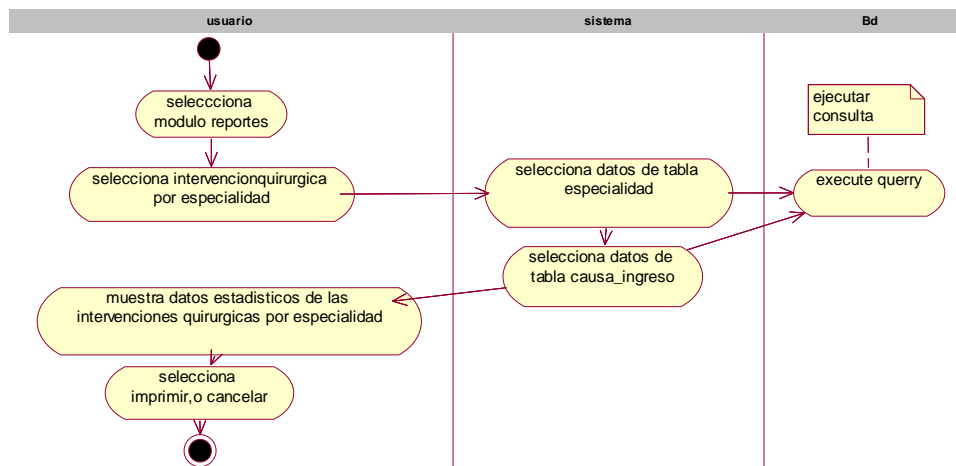 usuario
sistema
Bd
seleccciona
modulo reportes
ejecutar
consulta
selecciona intervencionquirurgica
por especialidad
selecciona datos de tabla
especialidad
execute querry
selecciona datos de
tabla causa_ingreso
muestra datos estadisticos de las
intervenciones quirurgicas por especialidad
selecciona
imprimir,o cancelar